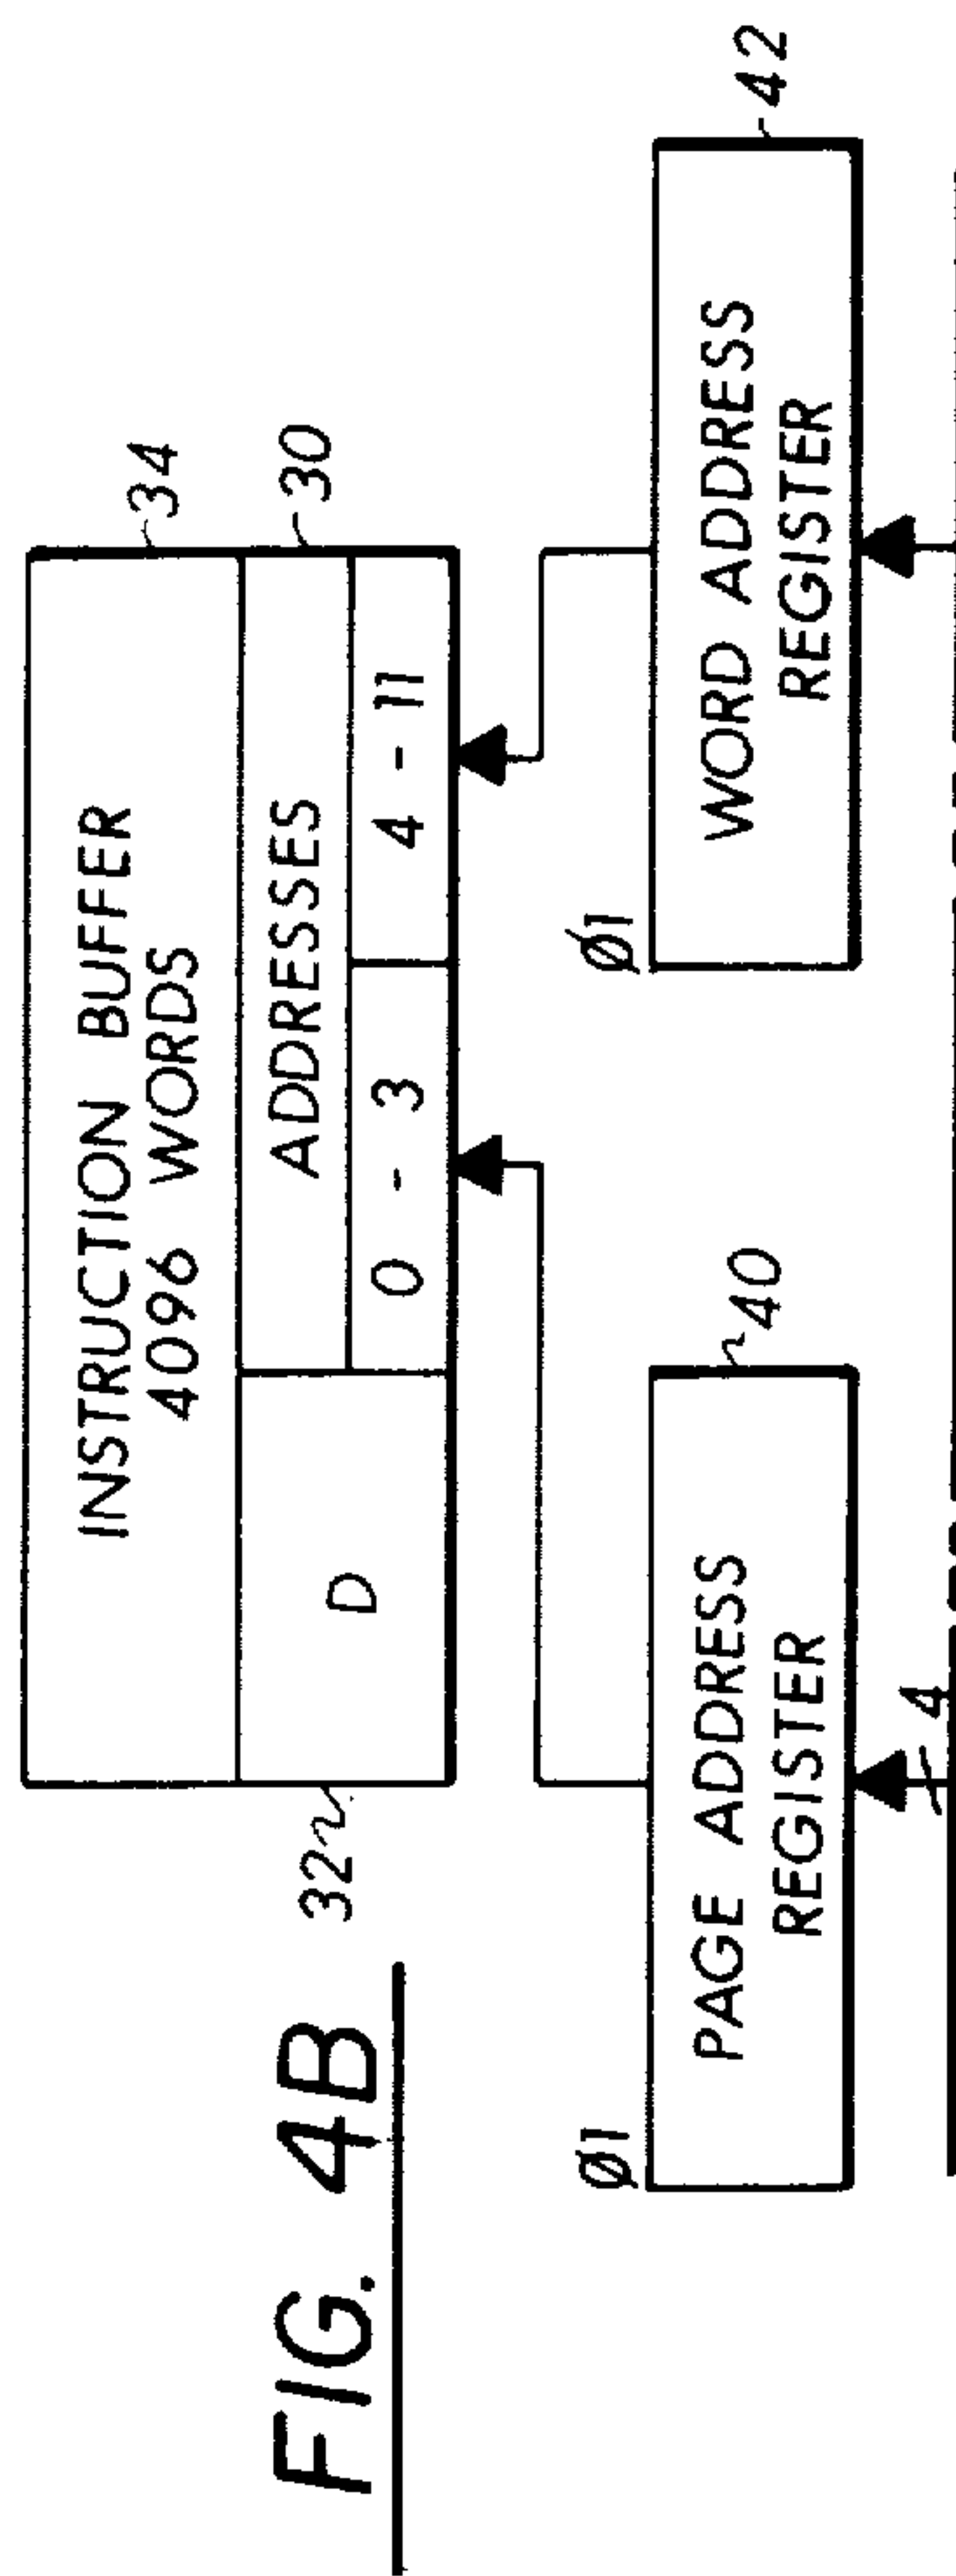 INSTRUCTION BUFFER
4096 WORDS
34
D
ADDRESSES
30
0 - 3
4 - 11
32
FIG. 4B
Ø1
PAGE ADDRESS
REGISTER
40
Ø1
WORD ADDRESS
REGISTER
42
4